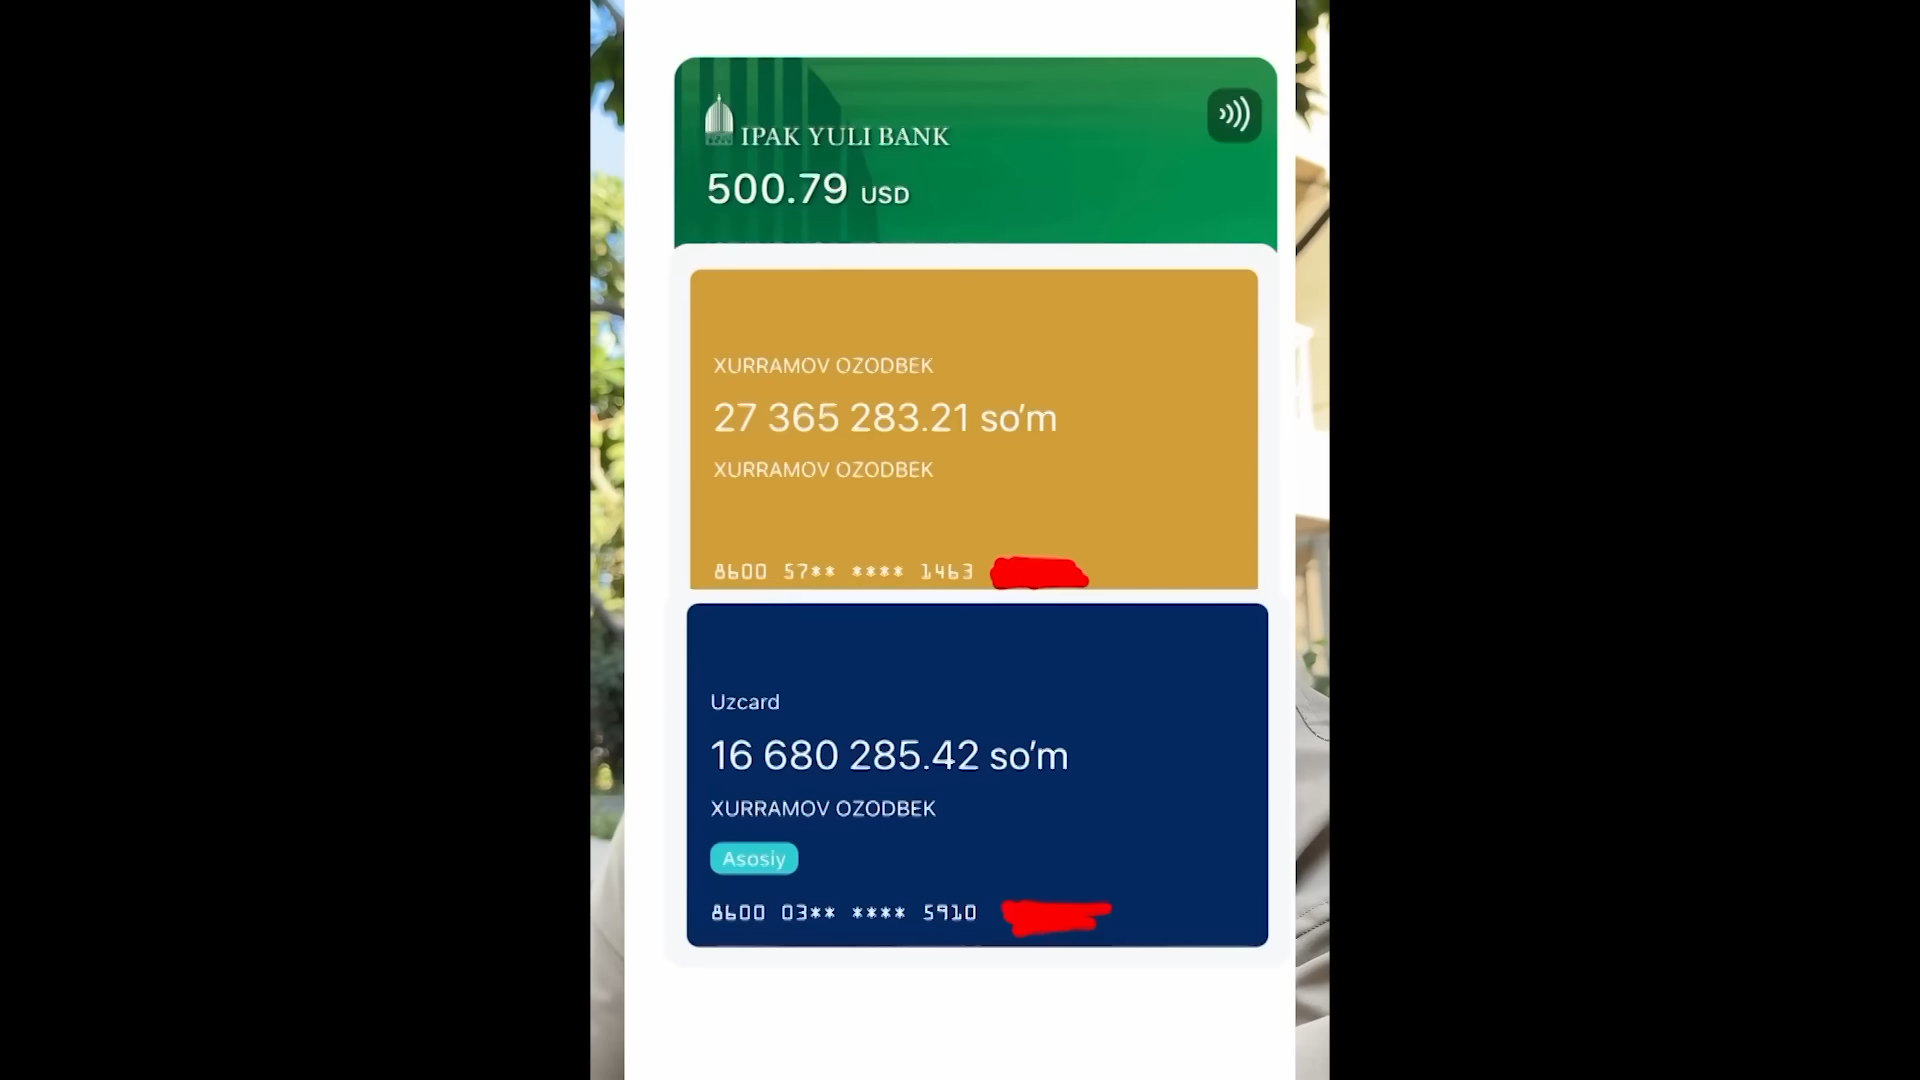 IPAK YULI BANK
500.79 USD
XURRAMOV OZODBEK
27 365 283.21 so'm
XURRAMOV OZODBEK
8600 57** **** 1463
Uzcard
16 680 285.42 so'm
XURRAMOV OZODBEK
Asosiy
8600 03** **** 5910